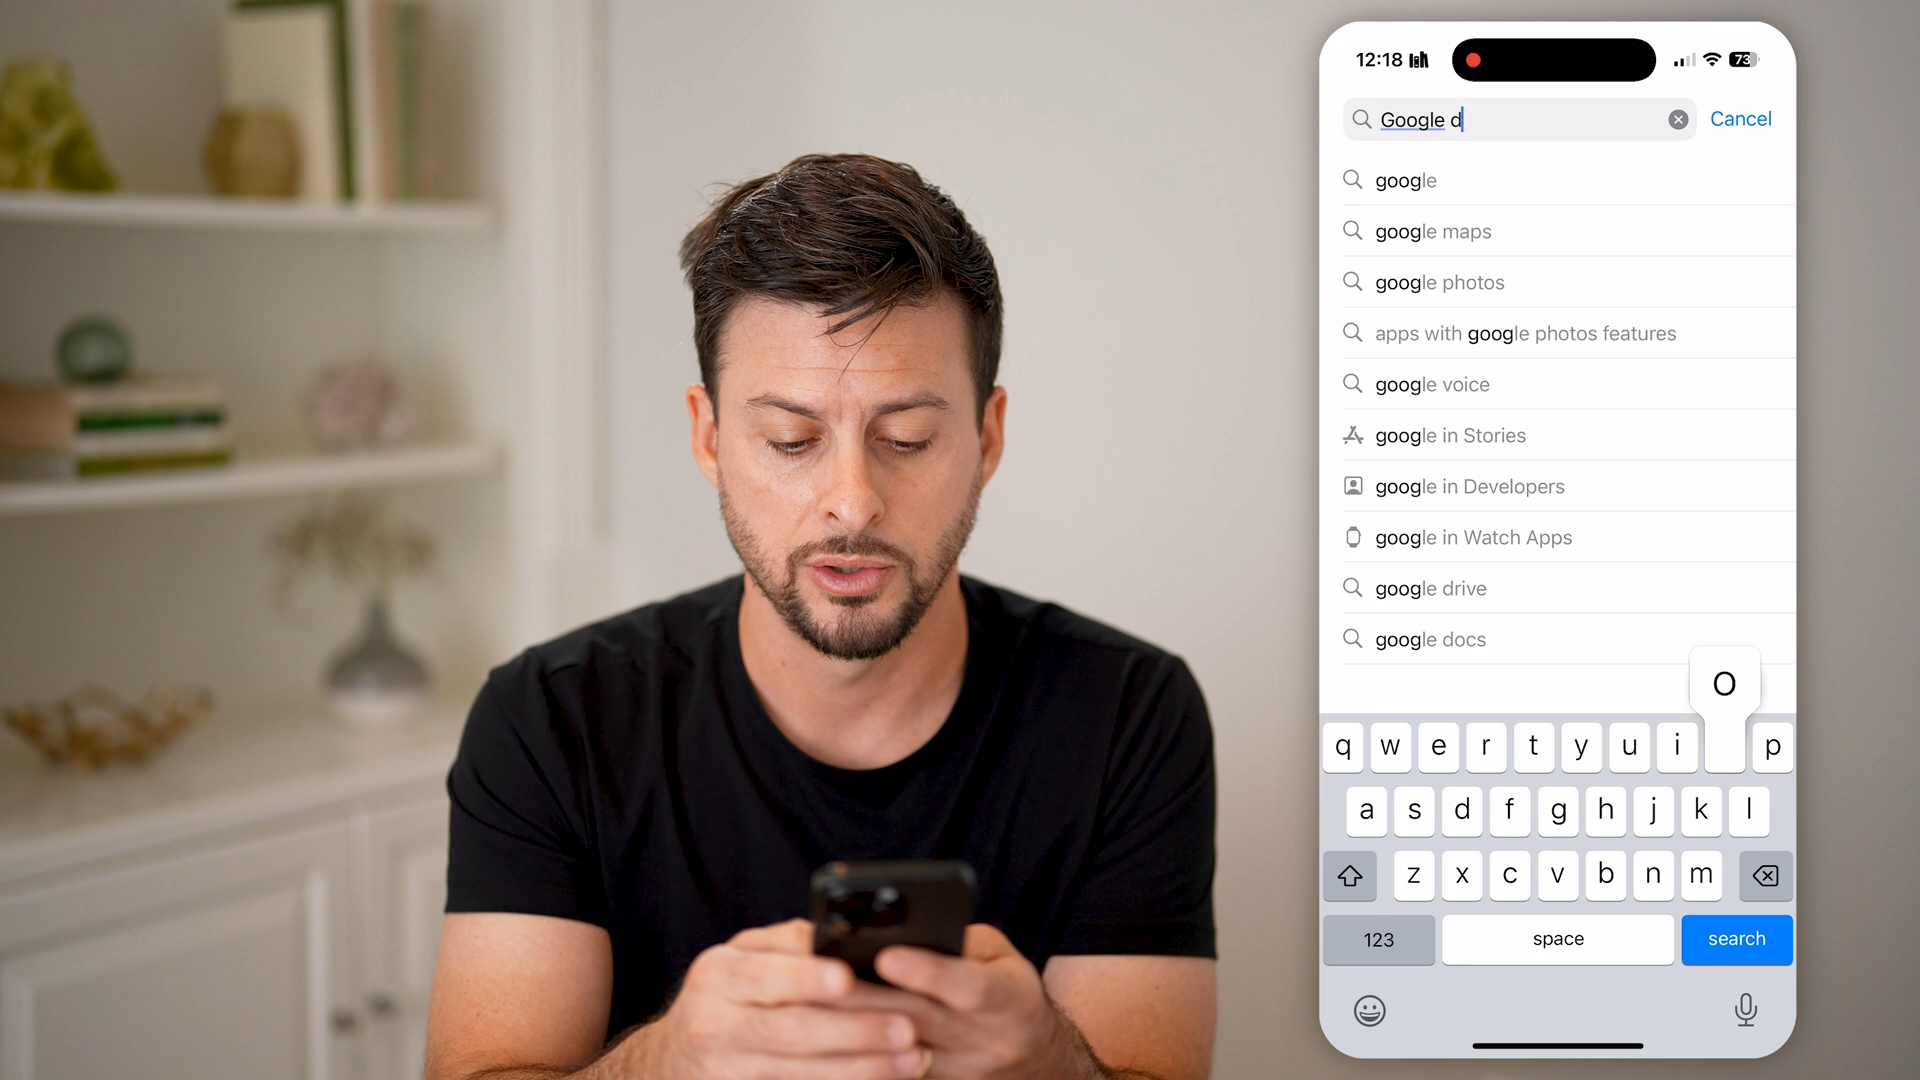 12:18
73
Google d
Cancel
google
google maps
google photos
apps with google photos features
google voice
google in Stories
google in Developers
google in Watch Apps
google drive
google docs
O
q w e r t y u i p
a s d f g h j k l
z x c v b n m
123 space search